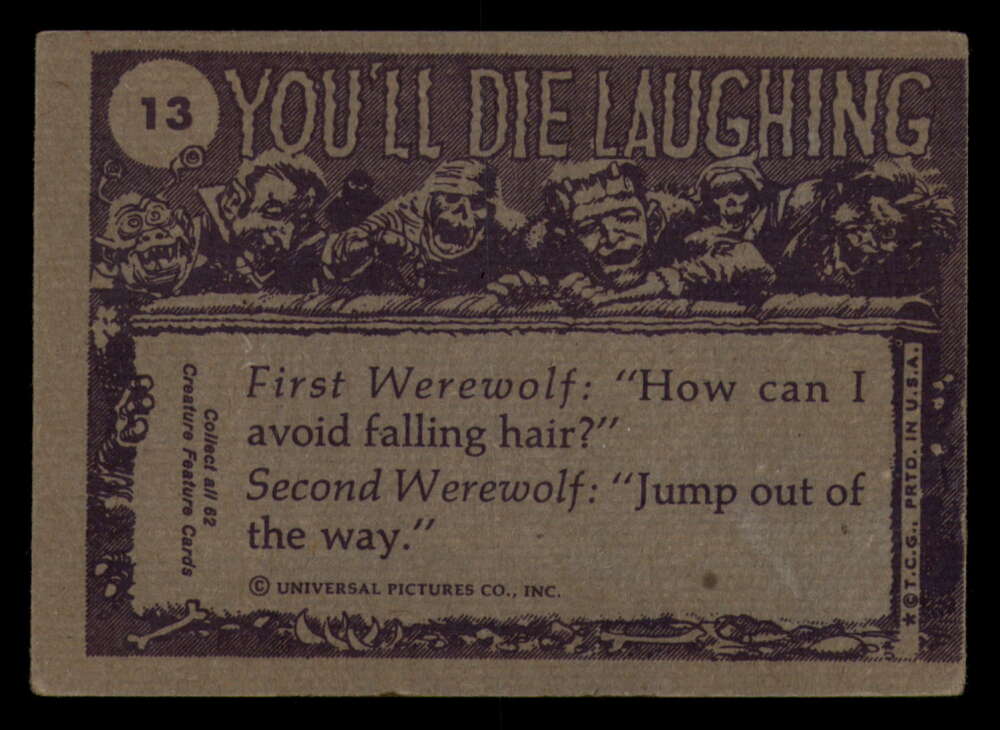 13
YOU'LL DIE LAUGHING
First Werewolf: "How can I
avoid falling hair?"
Second Werewolf: "Jump out of
the way."
© UNIVERSAL PICTURES CO., INC.
Collect all 62
Creature Feature Cards
★ © T.C.G., PRTD. IN U.S.A.